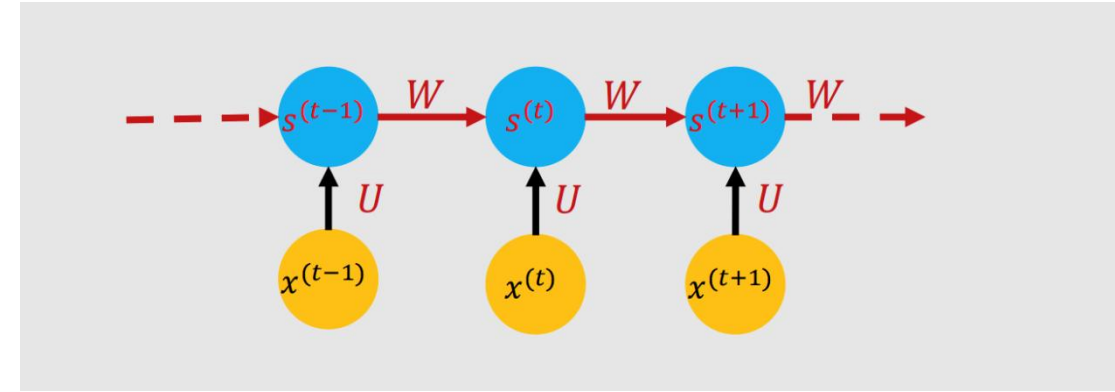 W W W
s^(t−1) s^(t) s^(t+1)
U U U
x^(t−1) x^(t) x^(t+1)